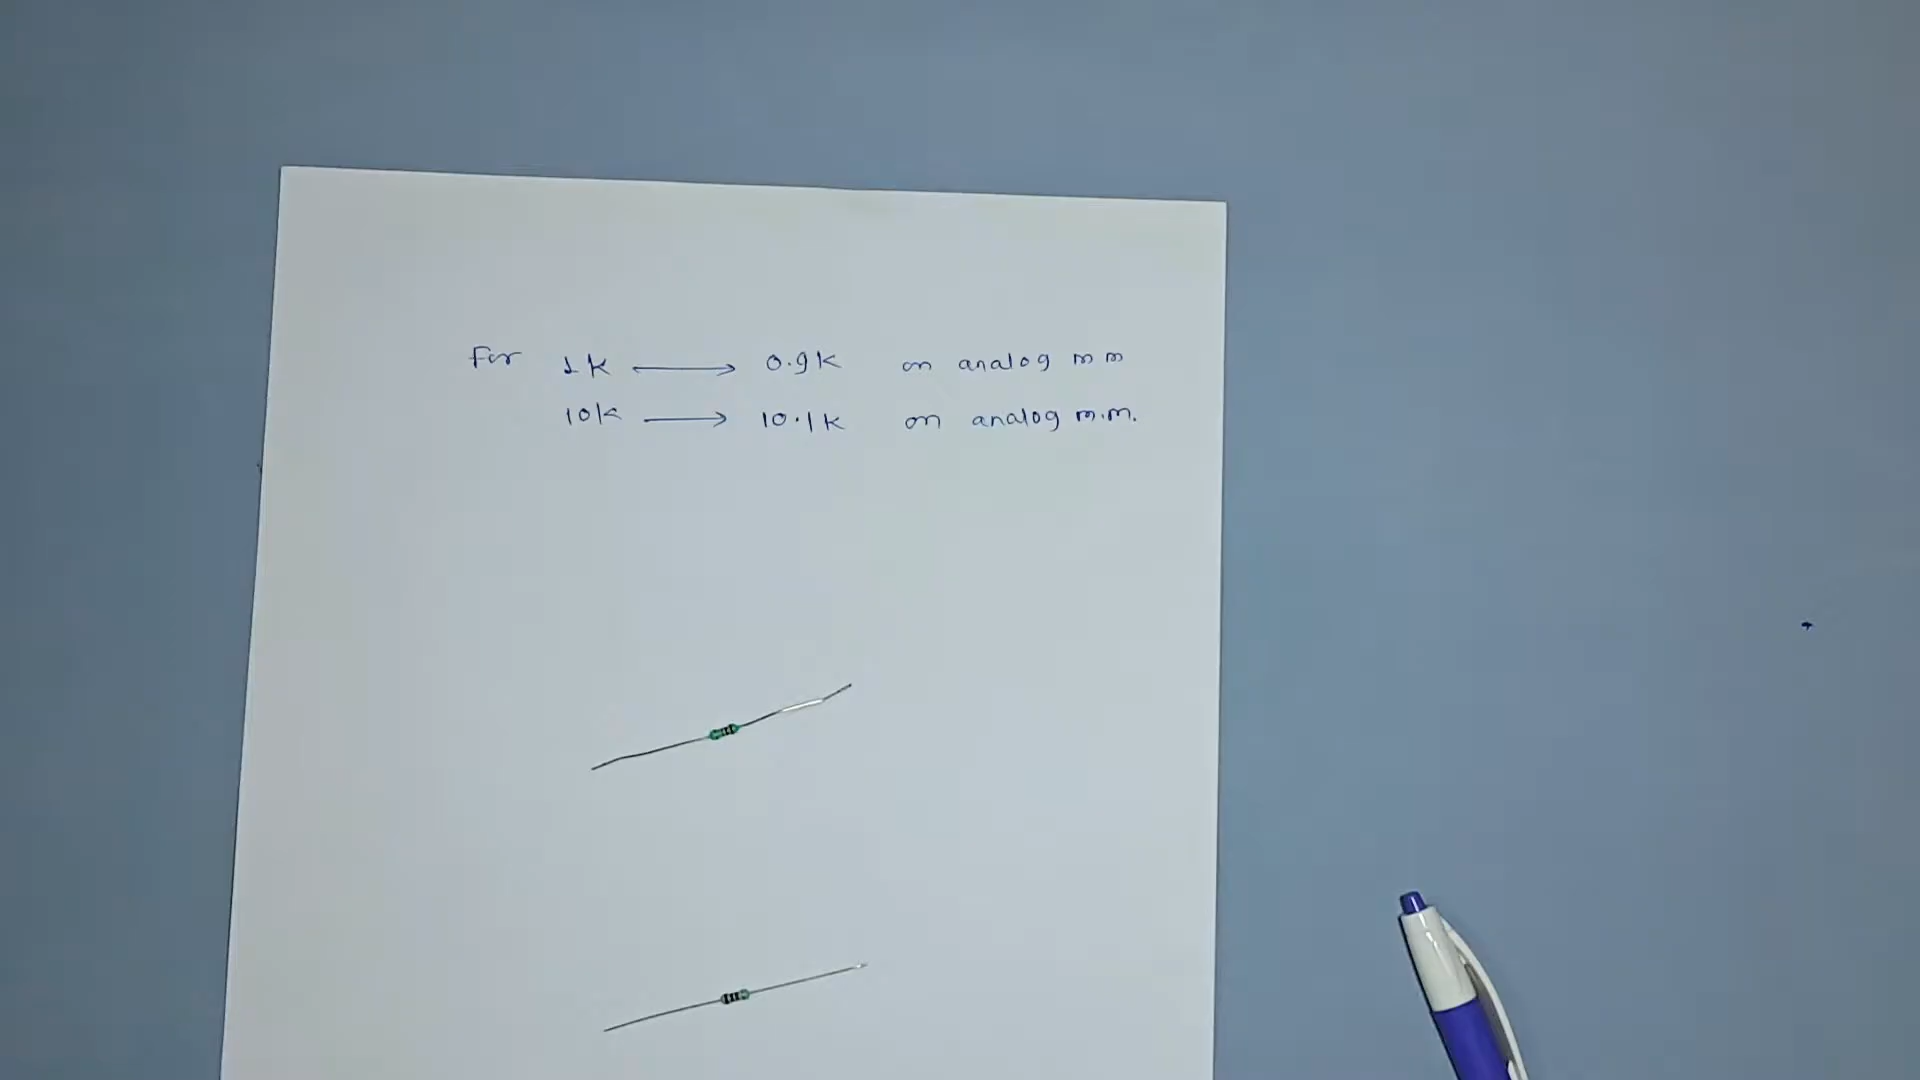 For 1k → 0.9k on analog mm
10k → 10.1k on analog m.m.